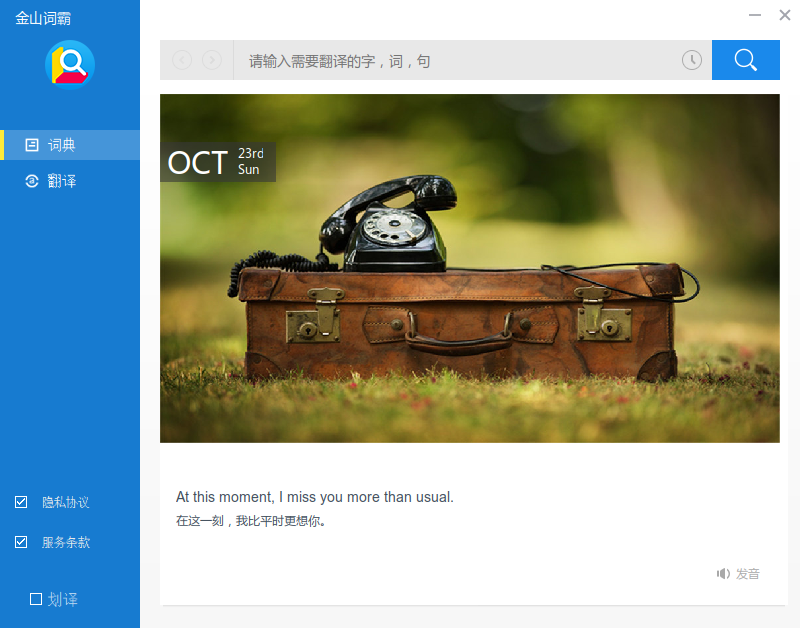 金山词霸
词典
翻译
隐私协议
服务条款
划译
请输入需要翻译的字，词，句
OCT
23rd
Sun
At this moment, I miss you more than usual.
在这一刻，我比平时更想你。
发音